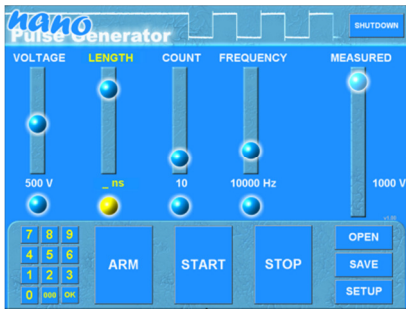 nano
Pulse Generator
SHUTDOWN
VOLTAGE LENGTH COUNT FREQUENCY MEASURED
500 V _ ns 10 10000 Hz 1000 V
7 8 9
4 5 6
1 2 3
0 000 OK
ARM START STOP
OPEN
SAVE
SETUP